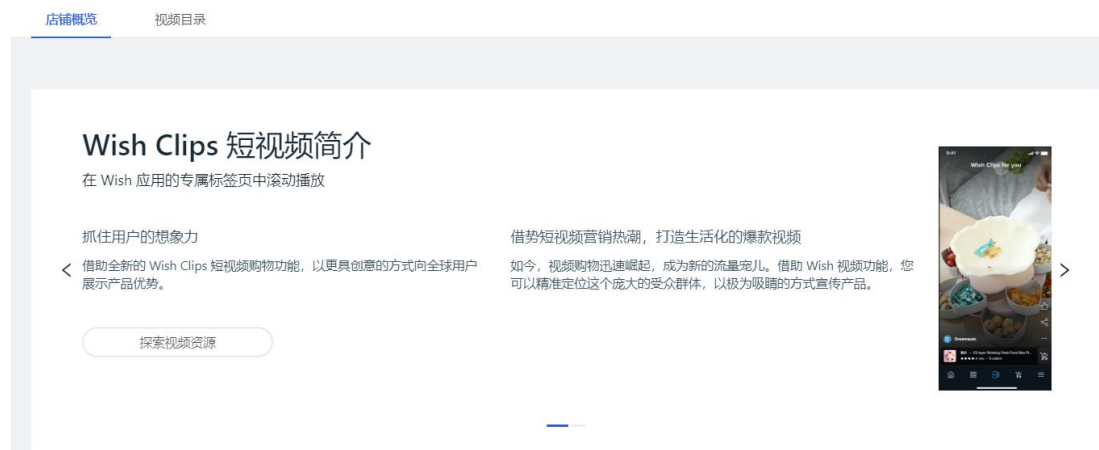 店铺概览
视频目录
Wish Clips 短视频简介
在 Wish 应用的专属标签页中滚动播放
抓住用户的想象力
借助全新的 Wish Clips 短视频购物功能，以更具创意的方式向全球用户
展示产品优势。
借势短视频营销热潮，打造生活化的爆款视频
如今，视频购物迅速崛起，成为新的流量宠儿。借助 Wish 视频功能，您
可以精准定位这个庞大的受众群体，以极为吸睛的方式宣传产品。
探索视频资源
9:41
Wish Clips for you